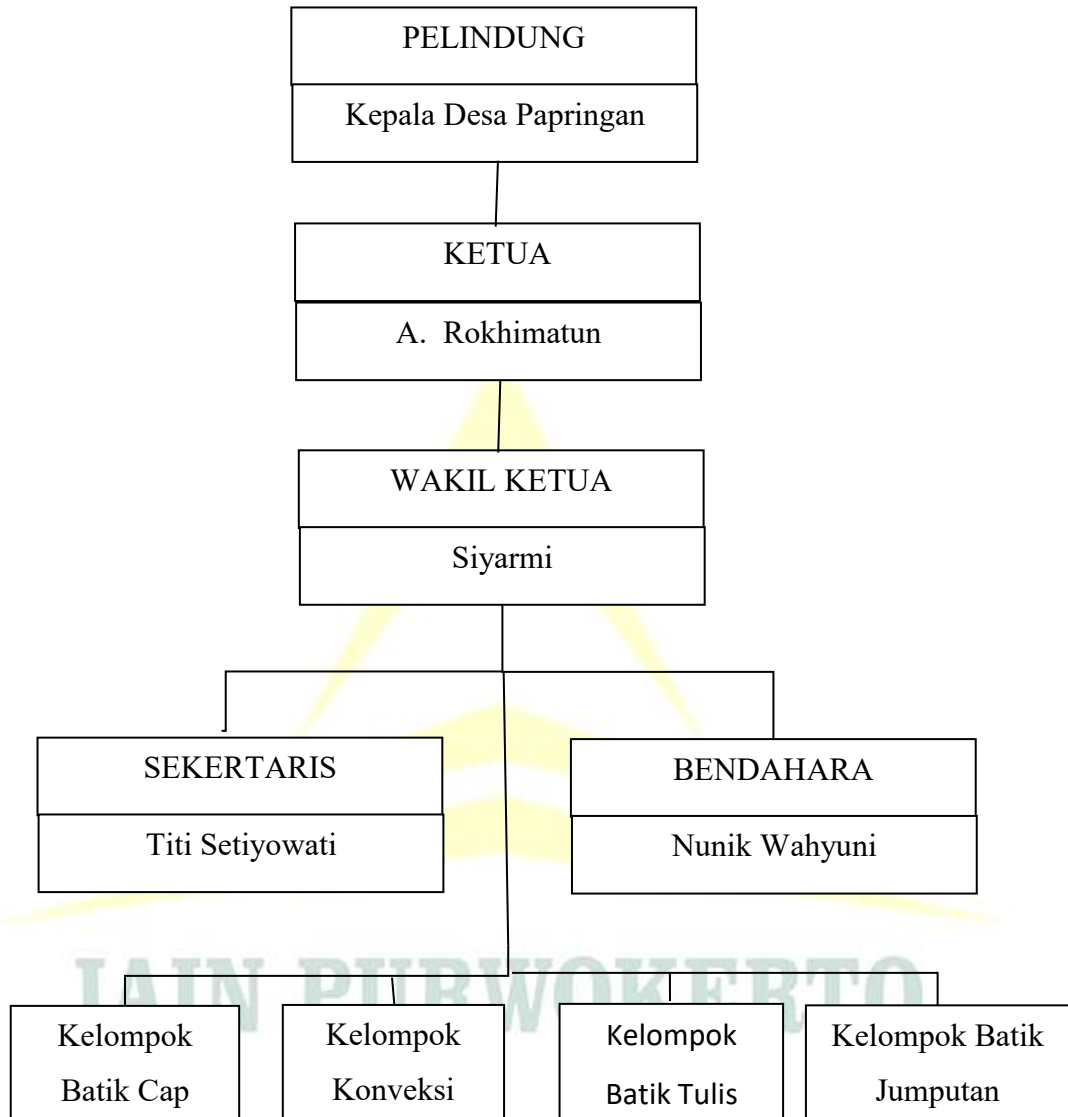 PELINDUNG
Kepala Desa Papringan
KETUA
A. Rokhimatun
WAKIL KETUA
Siyarmi
SEKERTARIS
Titi Setiyowati
BENDAHARA
Nunik Wahyuni
IAIN PURWOKERTO
Kelompok
Batik Cap
Kelompok
Konveksi
Kelompok
Batik Tulis
Kelompok Batik
Jumputan